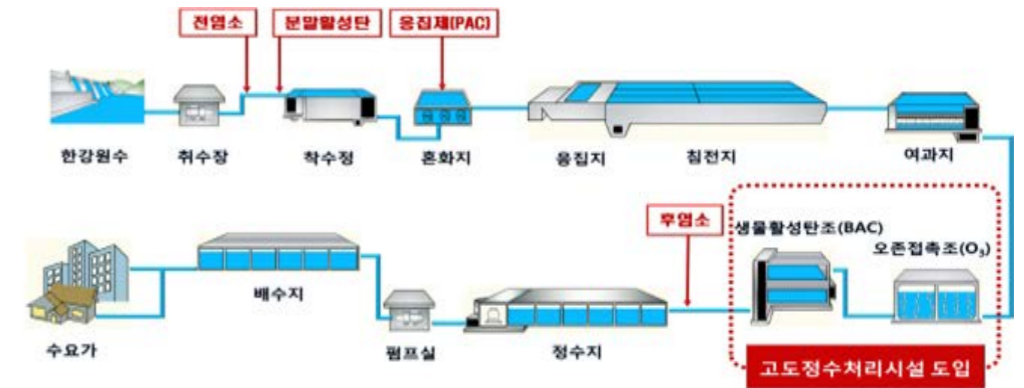 전염소
분말활성탄
응집제(PAC)
한강원수
취수장
착수정
혼화지
응집지
침전지
여과지
후염소
생물활성탄조(BAC)
오존접촉조(O₃)
수요가
배수지
펌프실
정수지
고도정수처리시설 도입